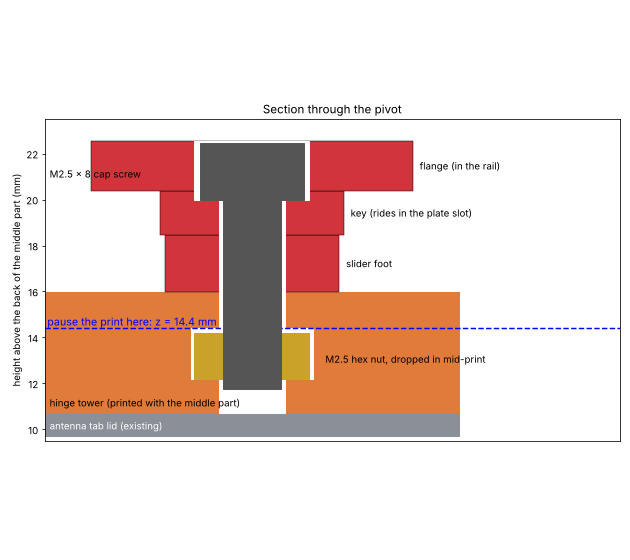 Section through the pivot
height above the back of the middle part (mm)
22
20
18
16
14
12
10
M2.5 × 8 cap screw
flange (in the rail)
key (rides in the plate slot)
slider foot
pause the print here: z = 14.4 mm
M2.5 hex nut, dropped in mid-print
hinge tower (printed with the middle part)
antenna tab lid (existing)